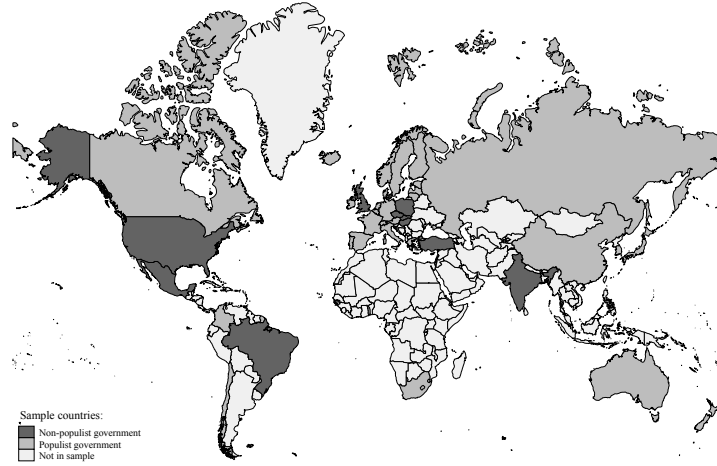 Sample countries:
Non-populist government
Populist government
Not in sample